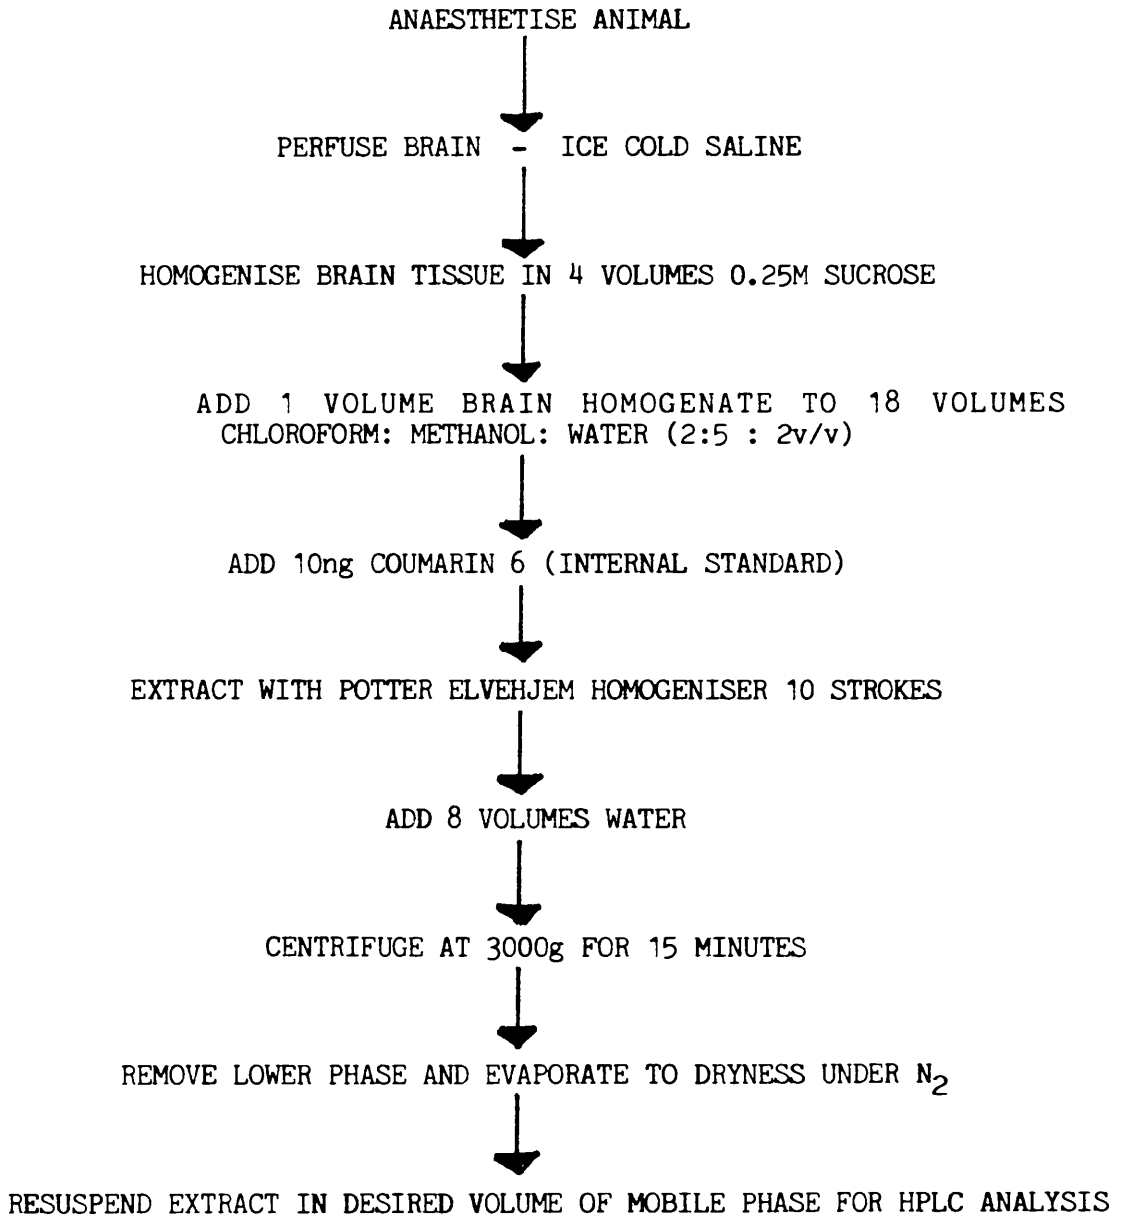 ANAESTHETISE ANIMAL
PERFUSE BRAIN - ICE COLD SALINE
HOMOGENISE BRAIN TISSUE IN 4 VOLUMES 0.25M SUCROSE
ADD 1 VOLUME BRAIN HOMOGENATE TO 18 VOLUMES
CHLOROFORM: METHANOL: WATER (2:5 : 2v/v)
ADD 10ng COUMARIN 6 (INTERNAL STANDARD)
EXTRACT WITH POTTER ELVEHJEM HOMOGENISER 10 STROKES
ADD 8 VOLUMES WATER
CENTRIFUGE AT 3000g FOR 15 MINUTES
REMOVE LOWER PHASE AND EVAPORATE TO DRYNESS UNDER N2
RESUSPEND EXTRACT IN DESIRED VOLUME OF MOBILE PHASE FOR HPLC ANALYSIS